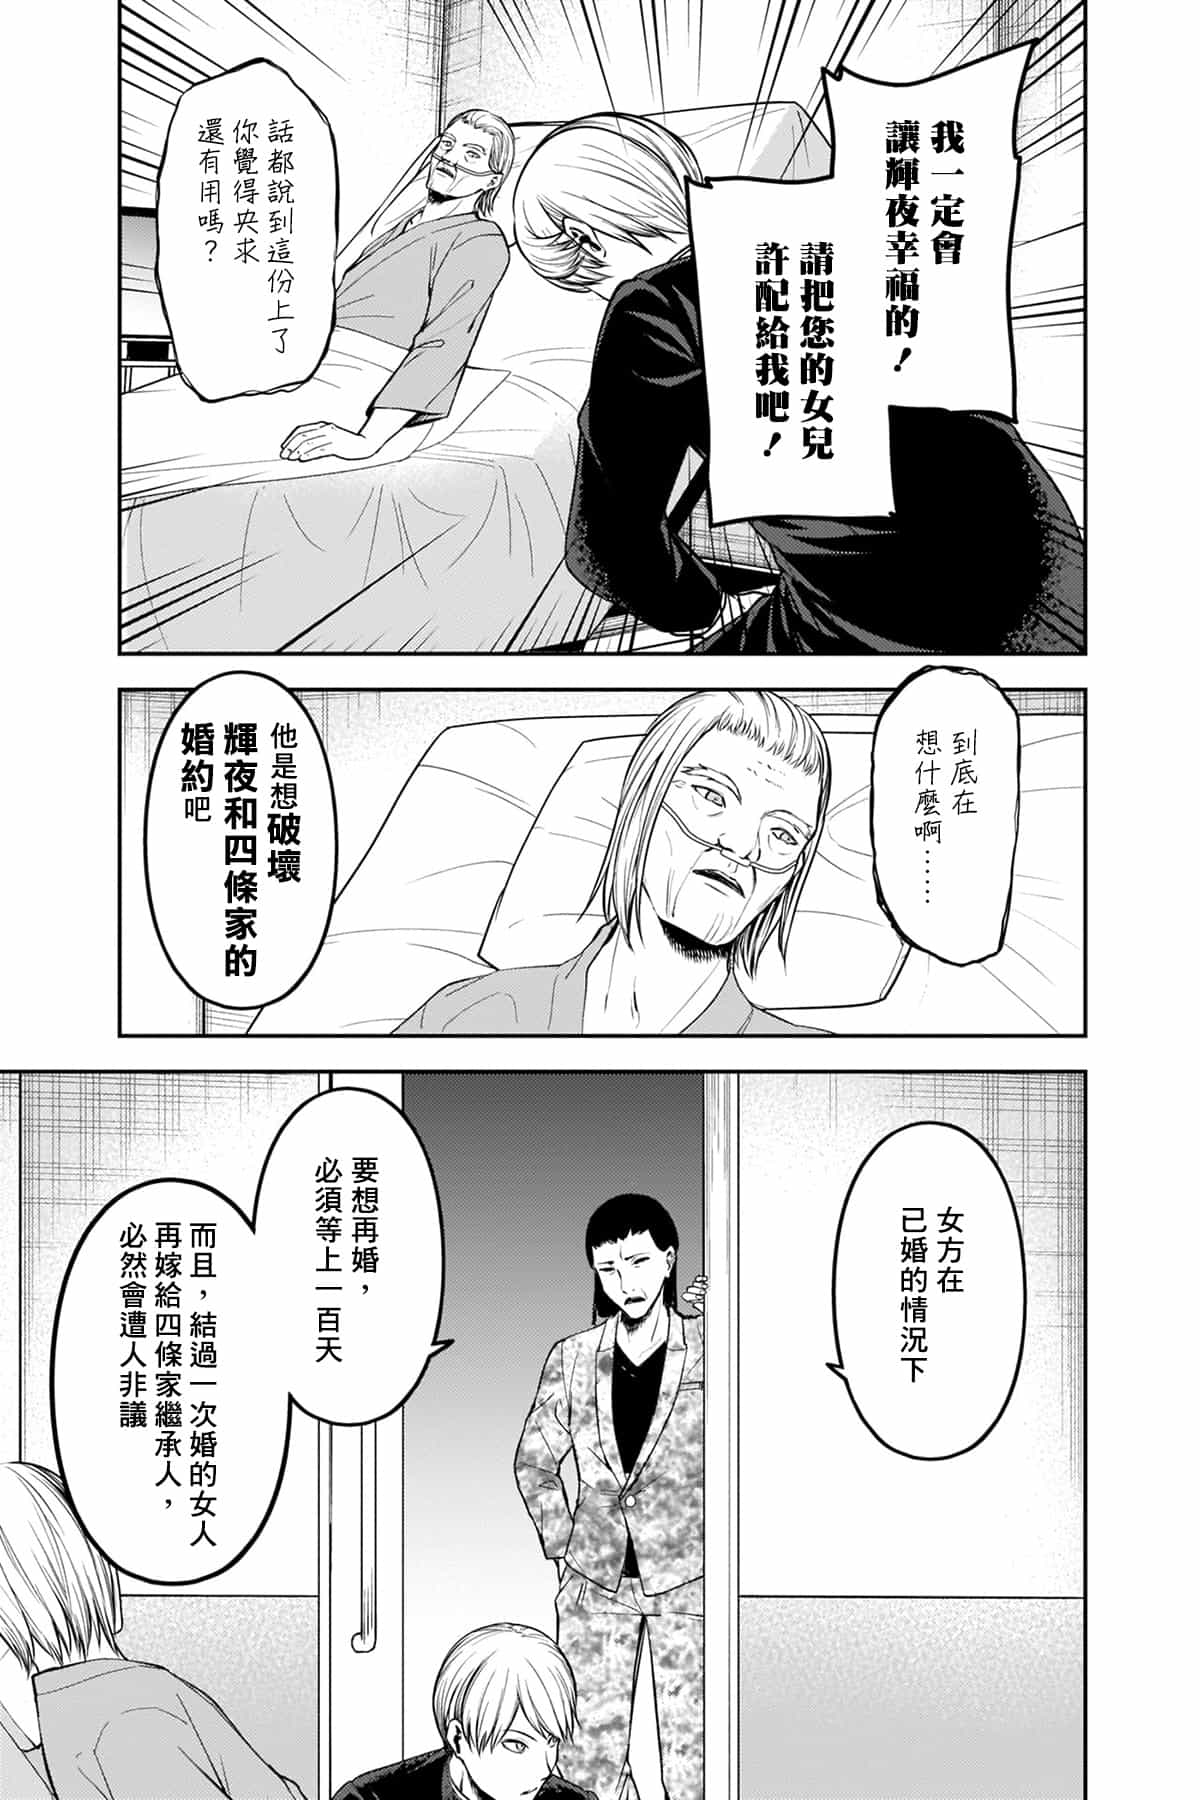 我一定會
讓輝夜幸福的！
請把您的女兒
許配給我吧！
話都說到這份上了
你覺得央求
還有用嗎？
到底在
想什麼啊……
他是想破壞
輝夜和四條家的
婚約吧
女方在
已婚的情況下
要想再婚，
必須等上一百天
而且，結過一次婚的女人
再嫁給四條家繼承人，
必然會遭人非議